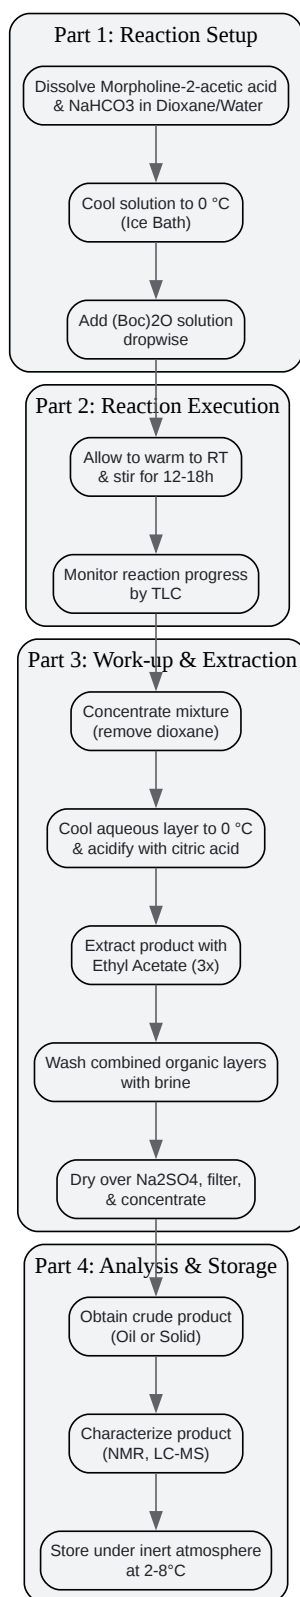 Part 1: Reaction Setup
Dissolve Morpholine-2-acetic acid
& NaHCO3 in Dioxane/Water
Cool solution to 0 °C
(Ice Bath)
Add (Boc)2O solution
dropwise
Part 2: Reaction Execution
Allow to warm to RT
& stir for 12-18h
Monitor reaction progress
by TLC
Part 3: Work-up & Extraction
Concentrate mixture
(remove dioxane)
Cool aqueous layer to 0 °C
& acidify with citric acid
Extract product with
Ethyl Acetate (3x)
Wash combined organic layers
with brine
Dry over Na2SO4, filter,
& concentrate
Part 4: Analysis & Storage
Obtain crude product
(Oil or Solid)
Characterize product
(NMR, LC-MS)
Store under inert atmosphere
at 2-8°C